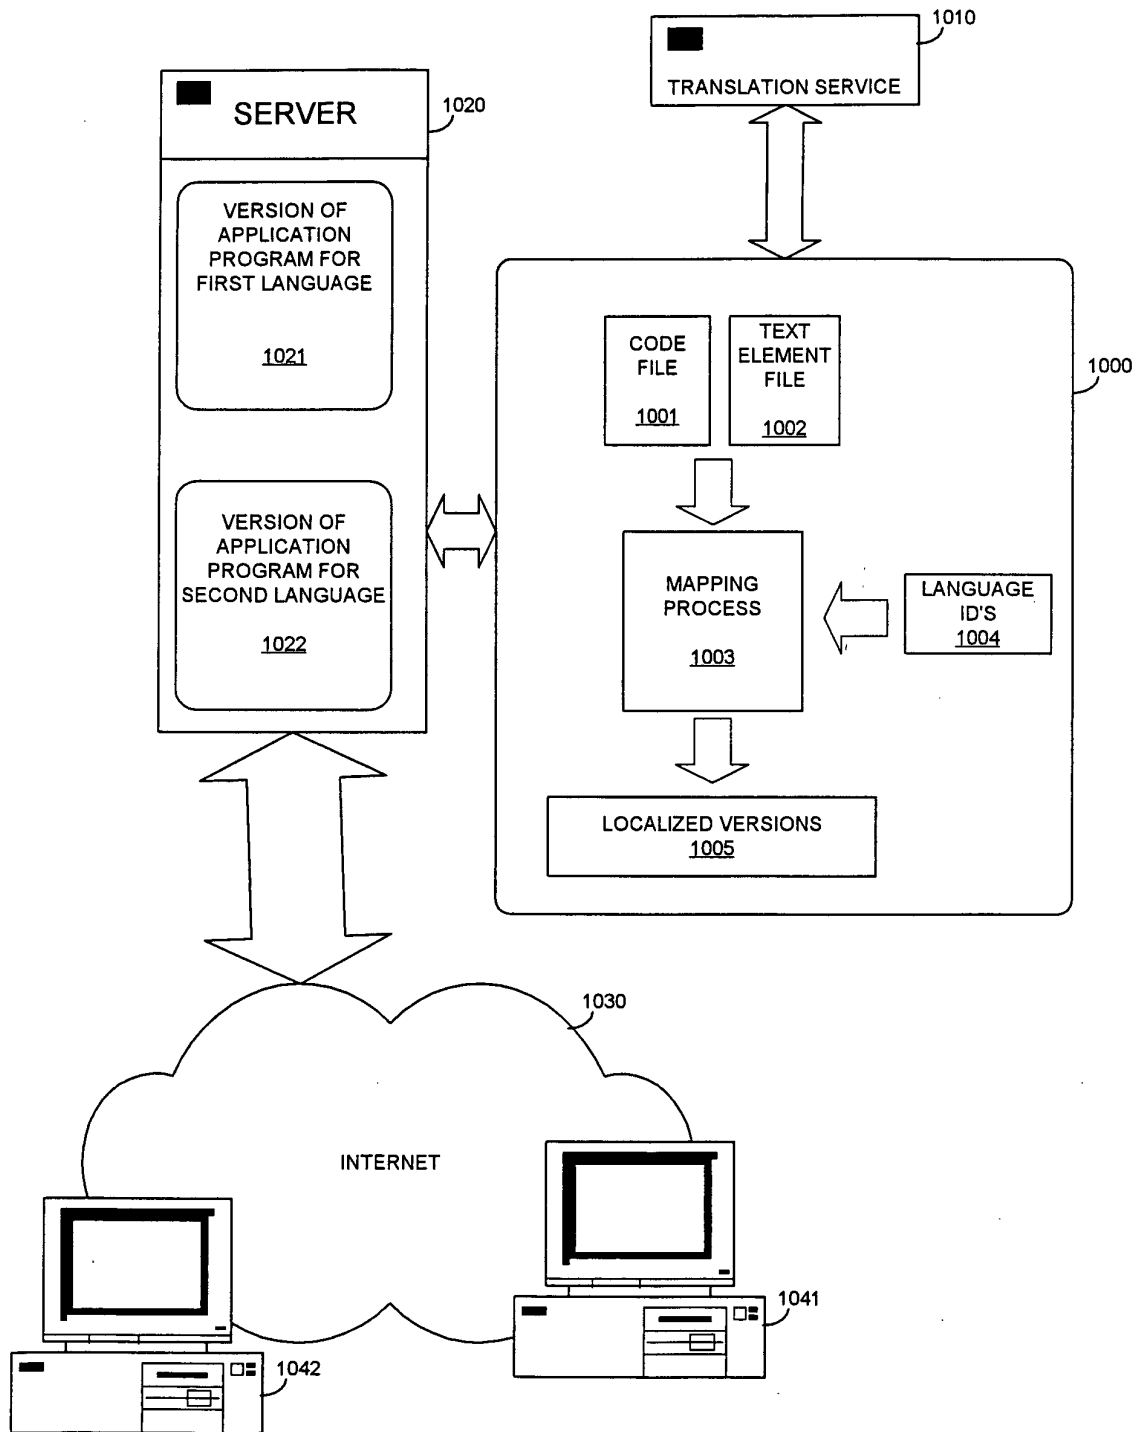 1010
TRANSLATION SERVICE
SERVER
1020
VERSION OF
APPLICATION
PROGRAM FOR
FIRST LANGUAGE
1021
VERSION OF
APPLICATION
PROGRAM FOR
SECOND LANGUAGE
1022
1000
CODE
FILE
1001
TEXT
ELEMENT
FILE
1002
MAPPING
PROCESS
1003
LANGUAGE
ID'S
1004
LOCALIZED VERSIONS
1005
1030
INTERNET
1041
1042